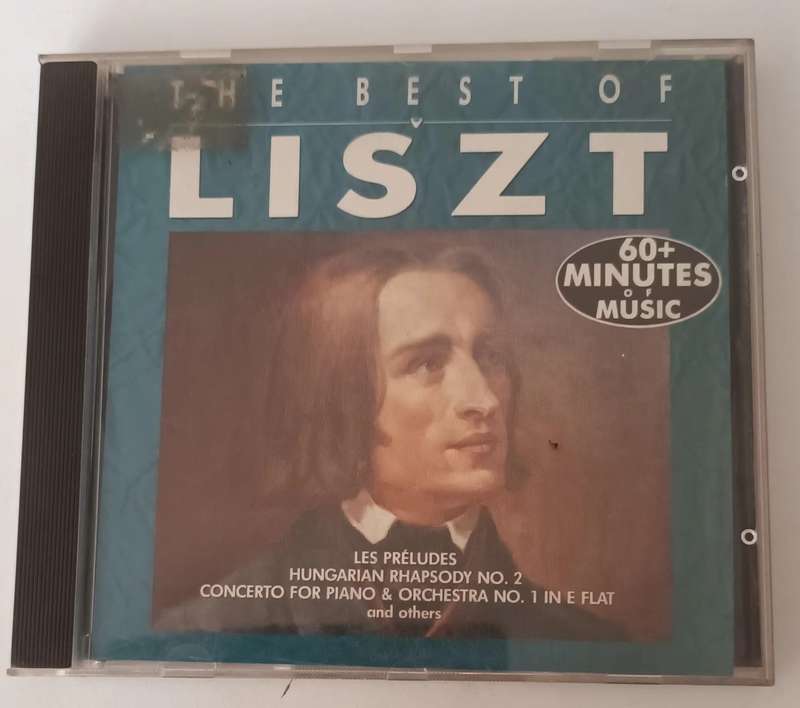 THE BEST OF
LISZT
60+
MINUTES
OF
MUSIC
LES PRÉLUDES
HUNGARIAN RHAPSODY NO. 2
CONCERTO FOR PIANO & ORCHESTRA NO. 1 IN E FLAT
and others